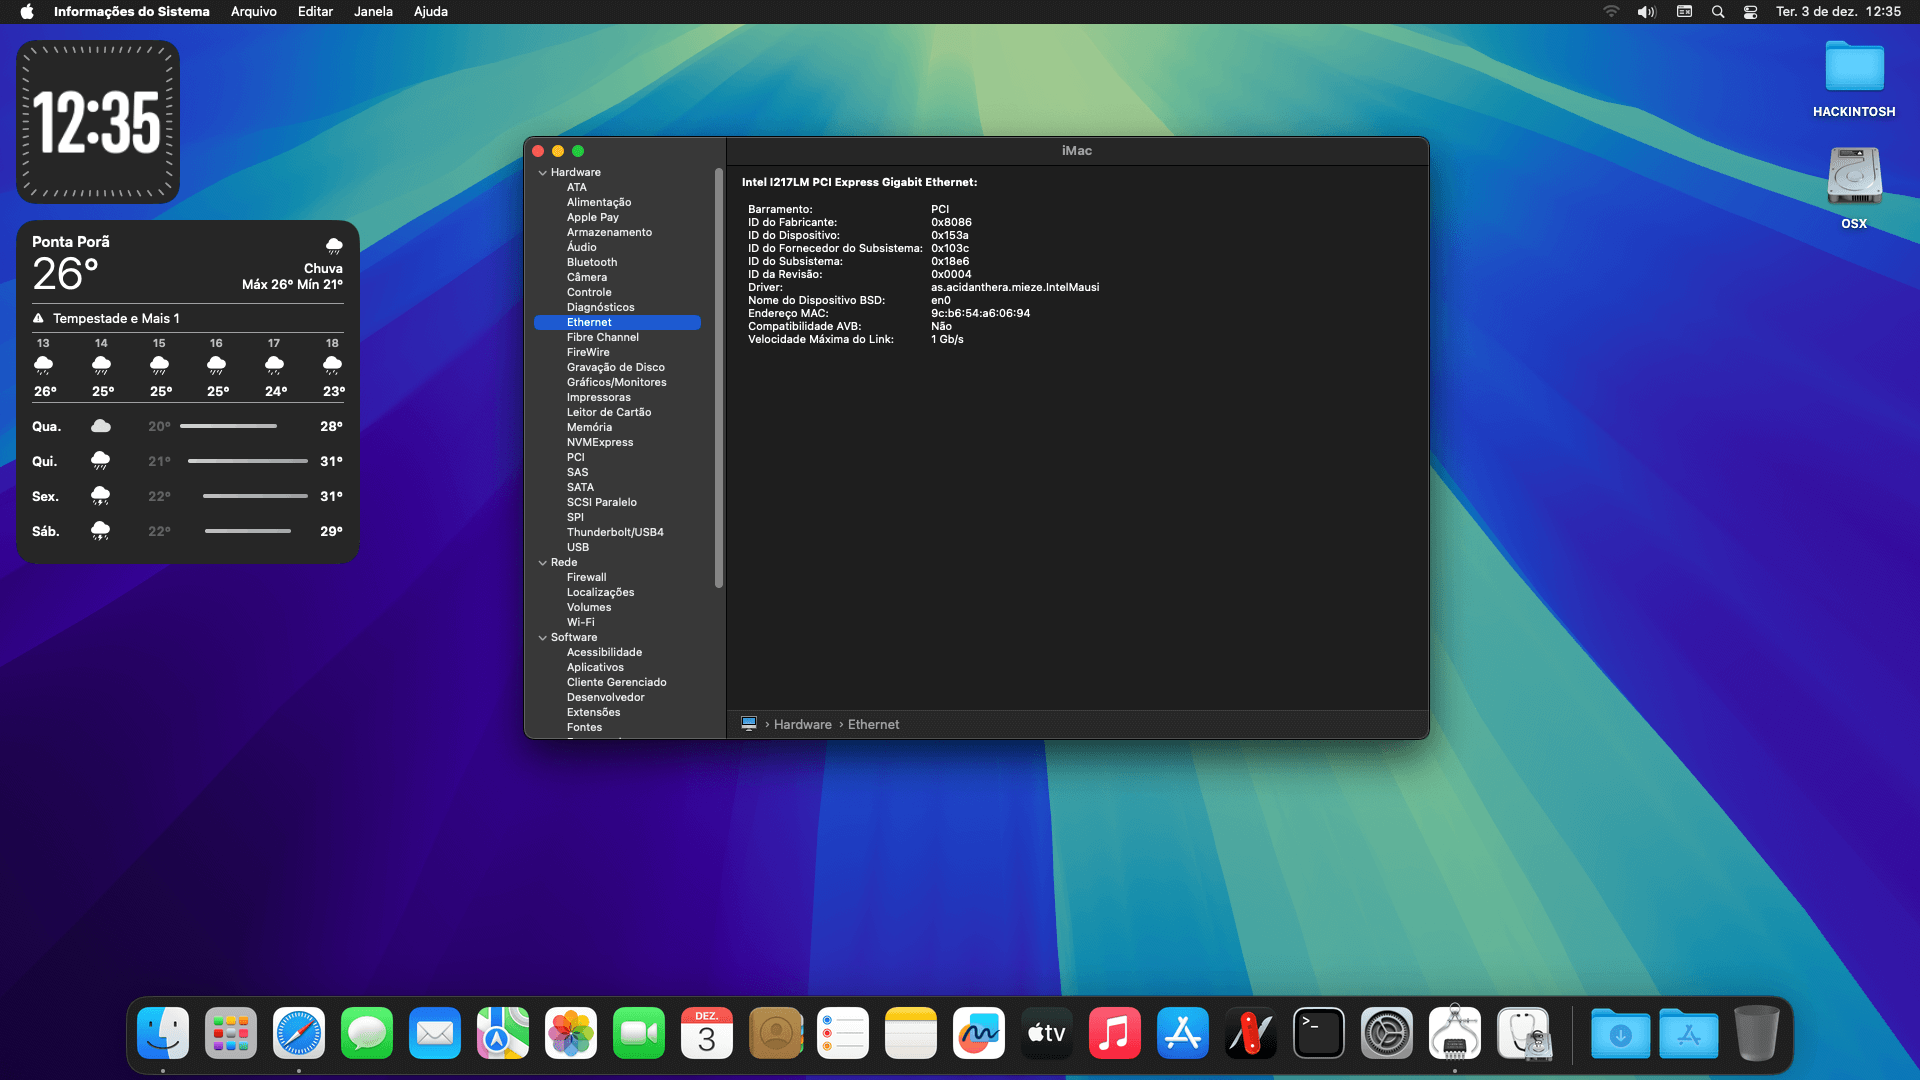 Informações do Sistema Arquivo Editar Janela Ajuda Ter. 3 de dez. 12:35
12:35
HACKINTOSH
OSX
Ponta Porã
26°
Chuva
Máx 26° Mín 21°
Tempestade e Mais 1
13 14 15 16 17 18
26° 25° 25° 25° 24° 23°
Qua. 20° 28°
Qui. 21° 31°
Sex. 22° 31°
Sáb. 22° 29°
iMac
Hardware
ATA
Alimentação
Apple Pay
Armazenamento
Áudio
Bluetooth
Câmera
Controle
Diagnósticos
Ethernet
Fibre Channel
FireWire
Gravação de Disco
Gráficos/Monitores
Impressoras
Leitor de Cartão
Memória
NVMExpress
PCI
SAS
SATA
SCSI Paralelo
SPI
Thunderbolt/USB4
USB
Rede
Firewall
Localizações
Volumes
Wi-Fi
Software
Acessibilidade
Aplicativos
Cliente Gerenciado
Desenvolvedor
Extensões
Fontes
Intel I217LM PCI Express Gigabit Ethernet:
Barramento: PCI
ID do Fabricante: 0x8086
ID do Dispositivo: 0x153a
ID do Fornecedor do Subsistema: 0x103c
ID do Subsistema: 0x18e6
ID da Revisão: 0x0004
Driver: as.acidanthera.mieze.IntelMausi
Nome do Dispositivo BSD: en0
Endereço MAC: 9c:b6:54:a6:06:94
Compatibilidade AVB: Não
Velocidade Máxima do Link: 1 Gb/s
› Hardware › Ethernet
DEZ.
3
tv
>_